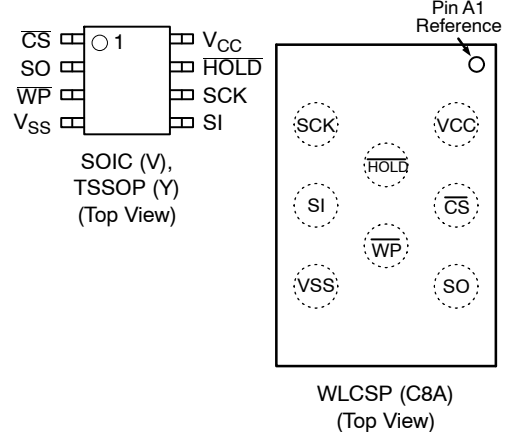 CS
SO
WP
VSS
1
VCC
HOLD
SCK
SI
SOIC (V),
TSSOP (Y)
(Top View)
Pin A1
Reference
SCK
VCC
HOLD
SI
CS
WP
VSS
SO
WLCSP (C8A)
(Top View)